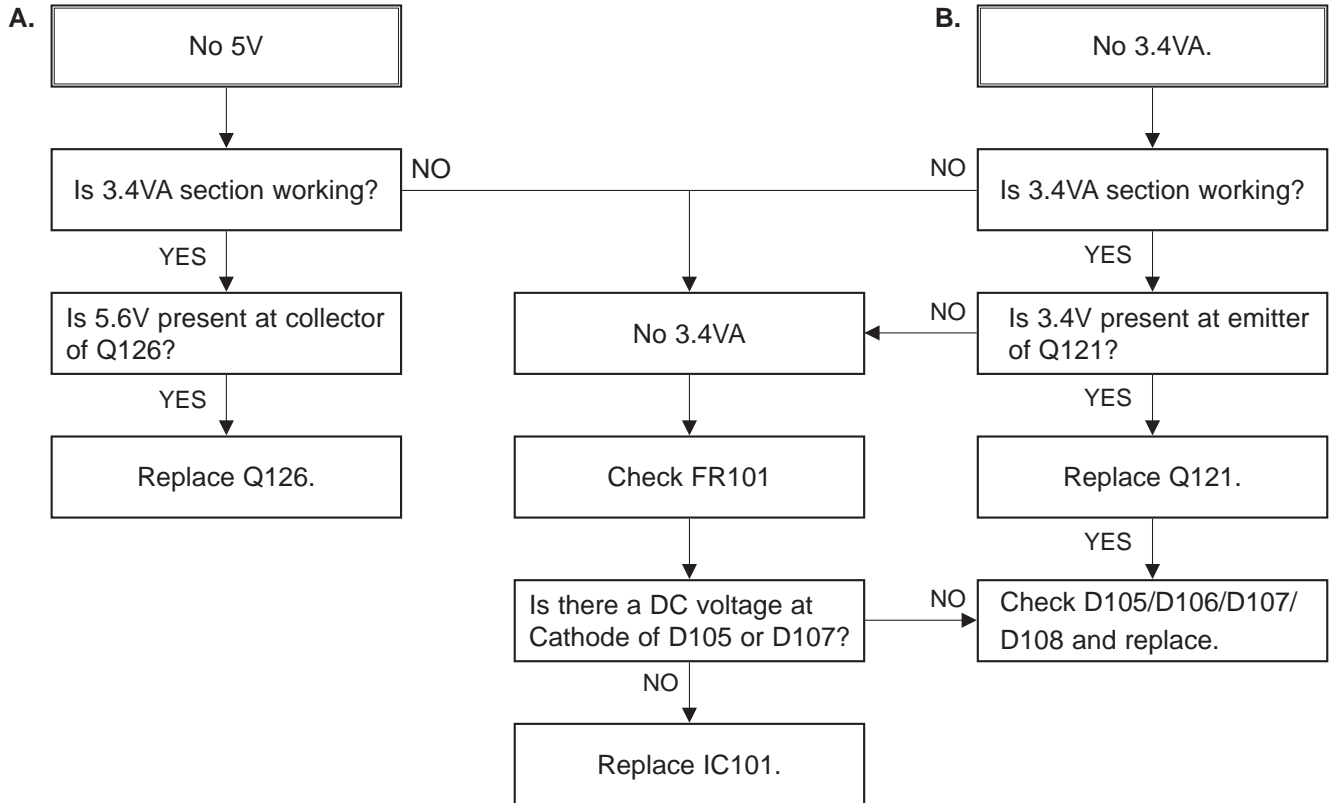 A.
No 5V
Is 3.4VA section working?
NO
YES
Is 5.6V present at collector
of Q126?
YES
Replace Q126.
B.
No 3.4VA.
NO
Is 3.4VA section working?
YES
NO
Is 3.4V present at emitter
of Q121?
YES
Replace Q121.
YES
No 3.4VA
Check FR101
Is there a DC voltage at
Cathode of D105 or D107?
NO
Check D105/D106/D107/
D108 and replace.
NO
Replace IC101.